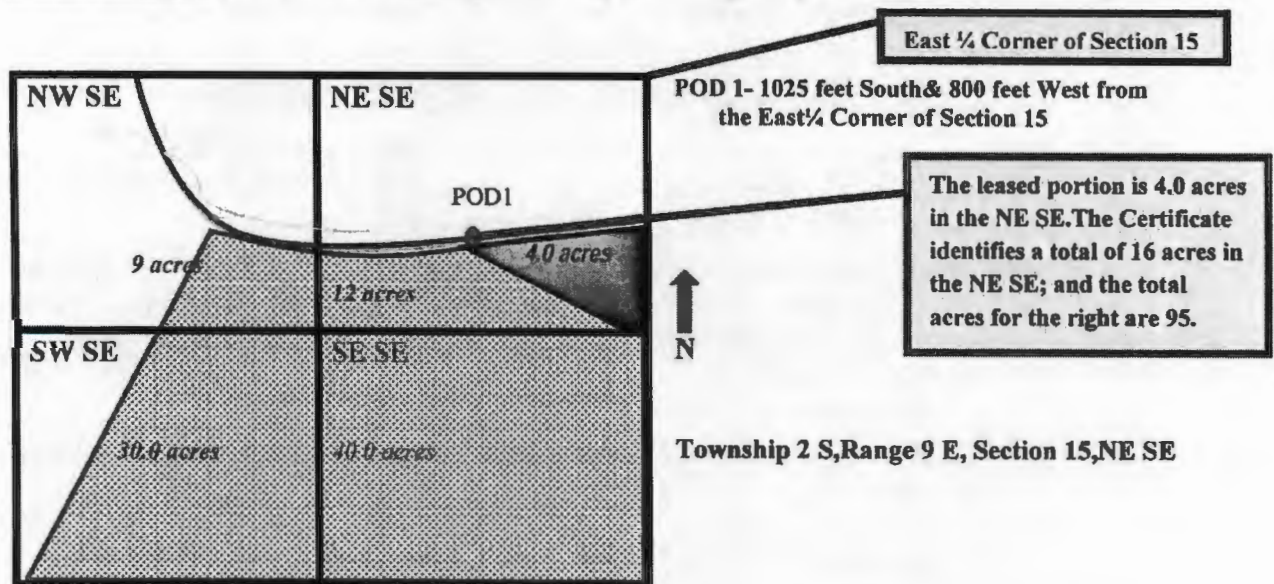 East ¼ Corner of Section 15
NW SE
NE SE
POD 1- 1025 feet South& 800 feet West from
the East¼ Corner of Section 15
POD1
The leased portion is 4.0 acres
in the NE SE.The Certificate
identifies a total of 16 acres in
the NE SE; and the total
acres for the right are 95.
9 acres
4.0 acres
12 acres
SW SE
SE SE
N
30.0 acres
40.0 acres
Township 2 S,Range 9 E, Section 15,NE SE